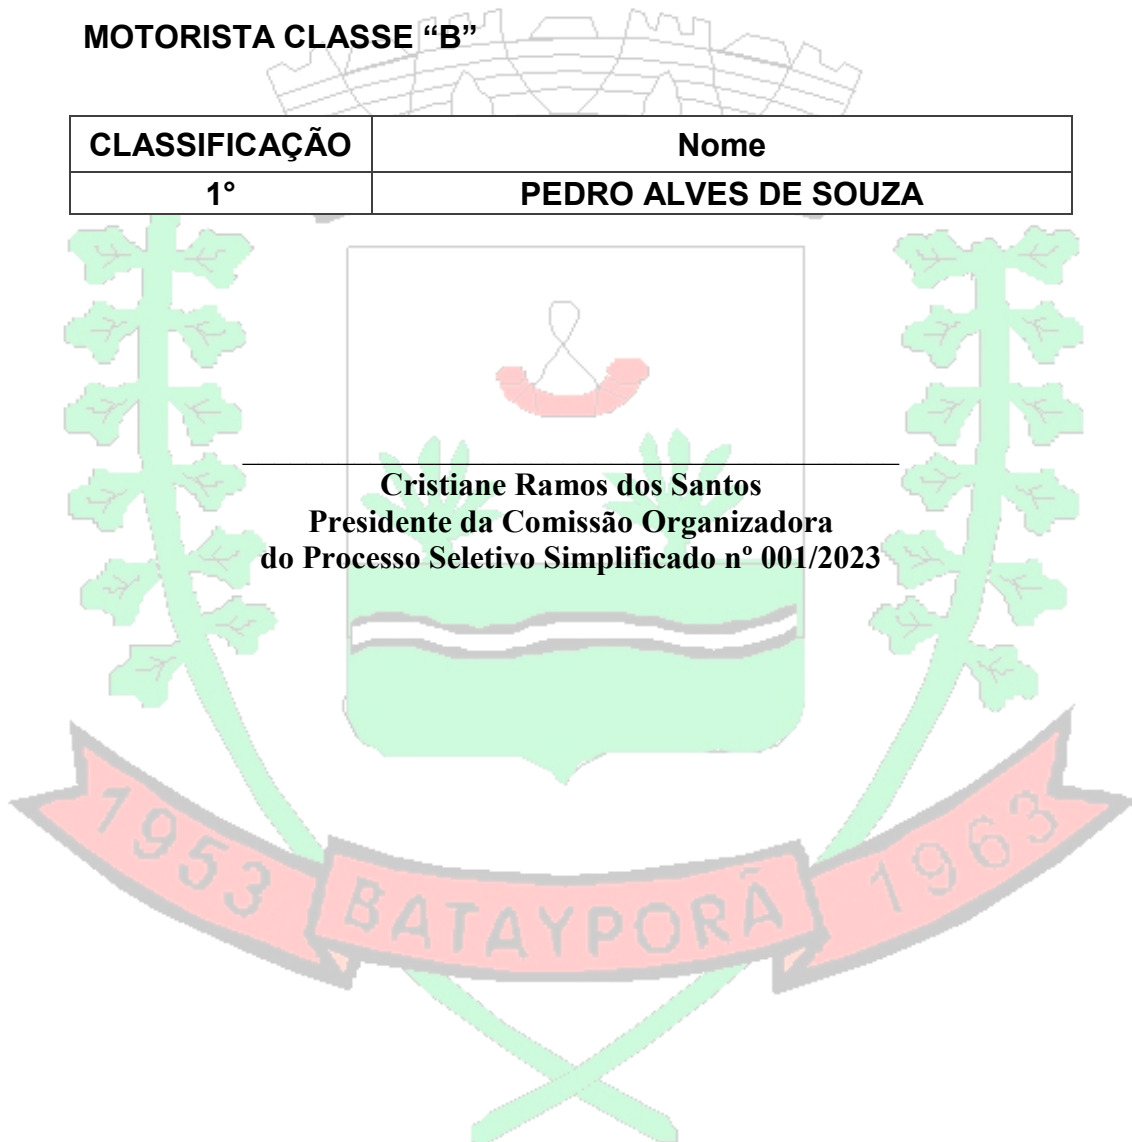 MOTORISTA CLASSE “B”
CLASSIFICAÇÃO Nome
1° PEDRO ALVES DE SOUZA
Cristiane Ramos dos Santos
Presidente da Comissão Organizadora
do Processo Seletivo Simplificado nº 001/2023
1953 BATAYPORÃ 1963